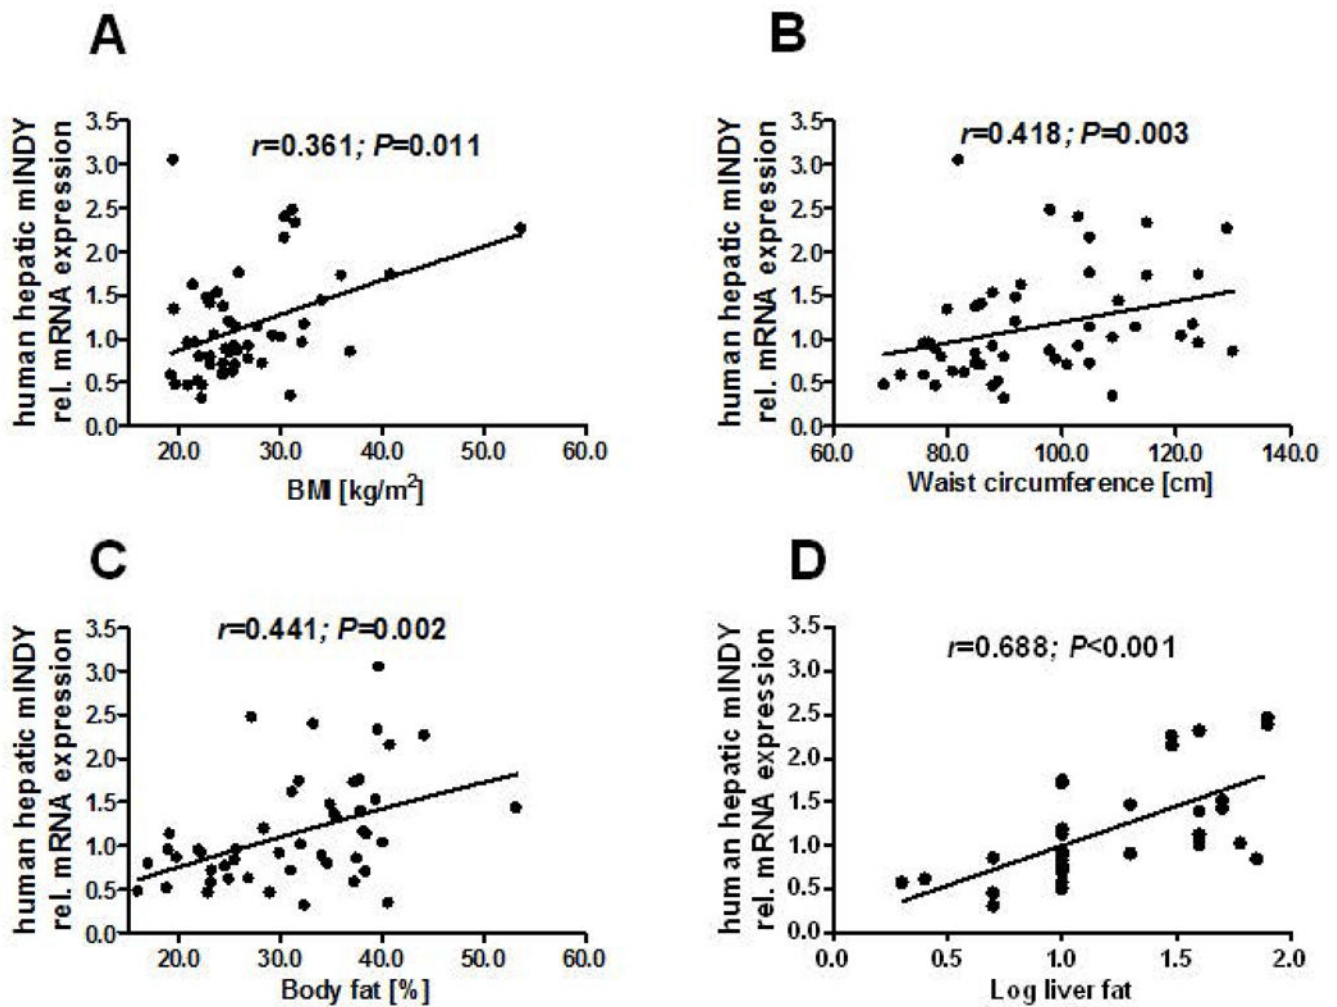 A
r=0.361; P=0.011
human hepatic mINDY
rel. mRNA expression
3.5
3.0
2.5
2.0
1.5
1.0
0.5
0.0
20.0 30.0 40.0 50.0 60.0
BMI [kg/m²]
B
r=0.418; P=0.003
human hepatic mINDY
rel. mRNA expression
3.5
3.0
2.5
2.0
1.5
1.0
0.5
0.0
60.0 80.0 100.0 120.0 140.0
Waist circumference [cm]
C
r=0.441; P=0.002
human hepatic mINDY
rel. mRNA expression
3.5
3.0
2.5
2.0
1.5
1.0
0.5
0.0
20.0 30.0 40.0 50.0 60.0
Body fat [%]
D
r=0.688; P<0.001
human hepatic mINDY
rel. mRNA expression
3.5
3.0
2.5
2.0
1.5
1.0
0.5
0.0
0.0 0.5 1.0 1.5 2.0
Log liver fat